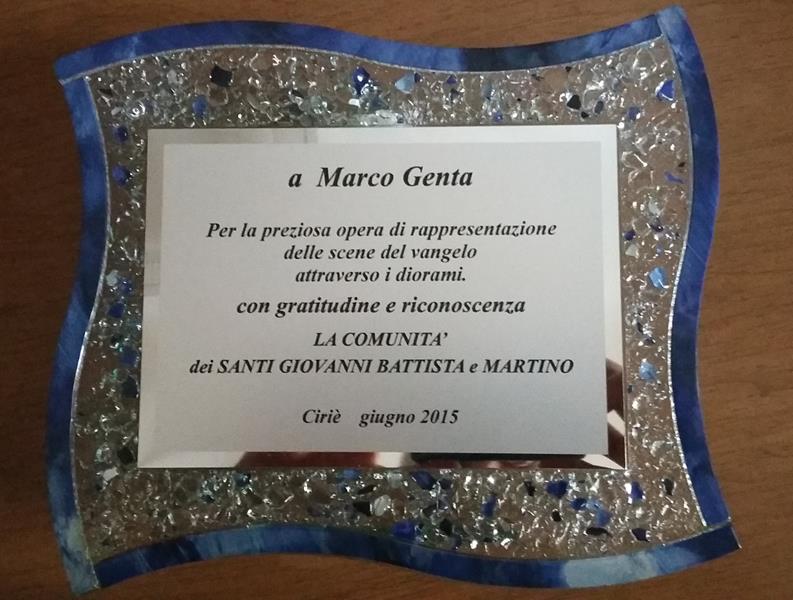 a Marco Genta
Per la preziosa opera di rappresentazione
delle scene del vangelo
attraverso i diorami.
con gratitudine e riconoscenza
LA COMUNITA'
dei SANTI GIOVANNI BATTISTA e MARTINO
Ciriè giugno 2015